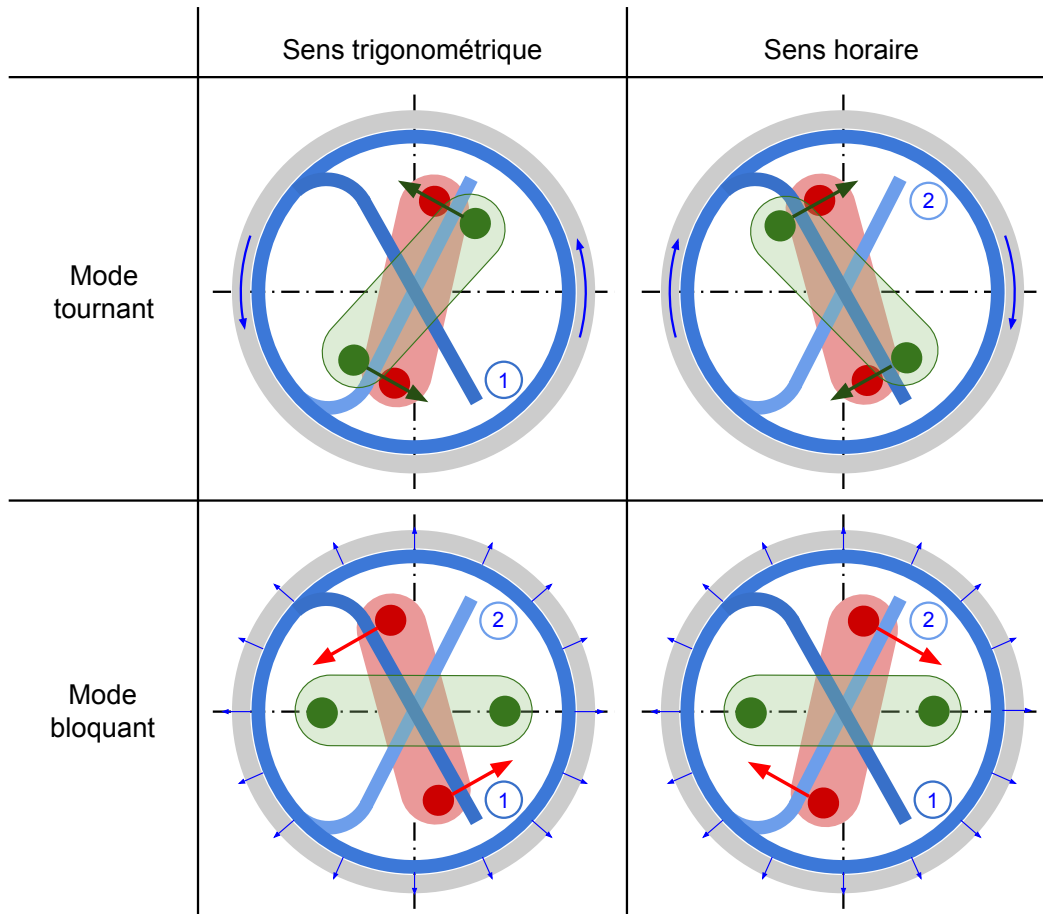 Sens trigonométrique
Sens horaire
Mode
tournant
1
2
Mode
bloquant
2
1
2
1